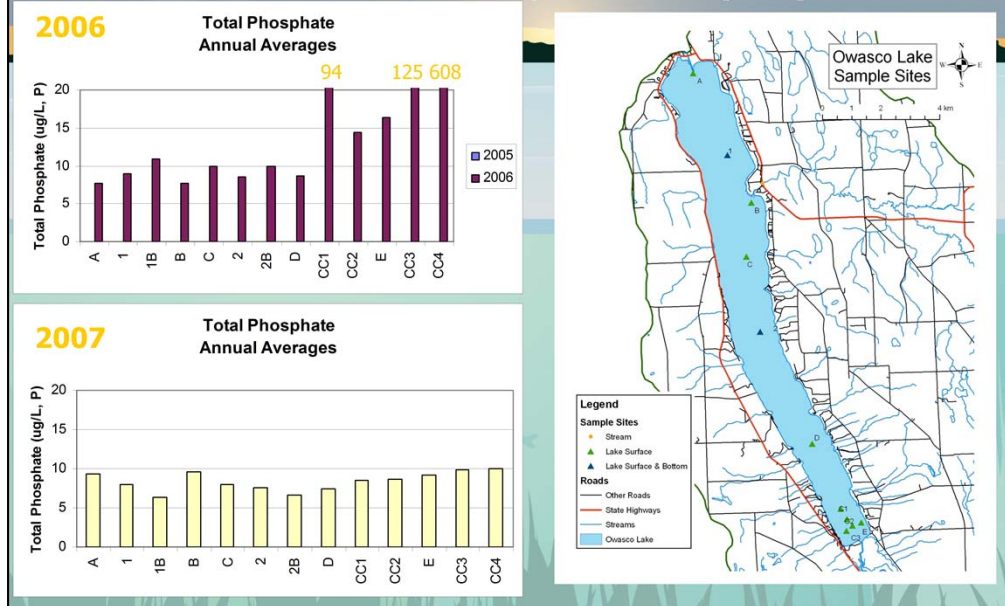 2006
Total Phosphate
Annual Averages
94
125 608
Total Phosphate (ug/L, P)
20
15
10
5
0
A
1
1B
B
C
2
2B
D
CC1
CC2
E
CC3
CC4
2005
2006
2007
Total Phosphate
Annual Averages
Total Phosphate (ug/L, P)
20
15
10
5
0
A
1
1B
B
C
2
2B
D
CC1
CC2
E
CC3
CC4
Owasco Lake
Sample Sites
N
W
E
S
0 1 2 4 km
A
1
B
C
2
D
E
Legend
Sample Sites
Stream
Lake Surface
Lake Surface & Bottom
Roads
Other Roads
State Highways
Streams
Owasco Lake